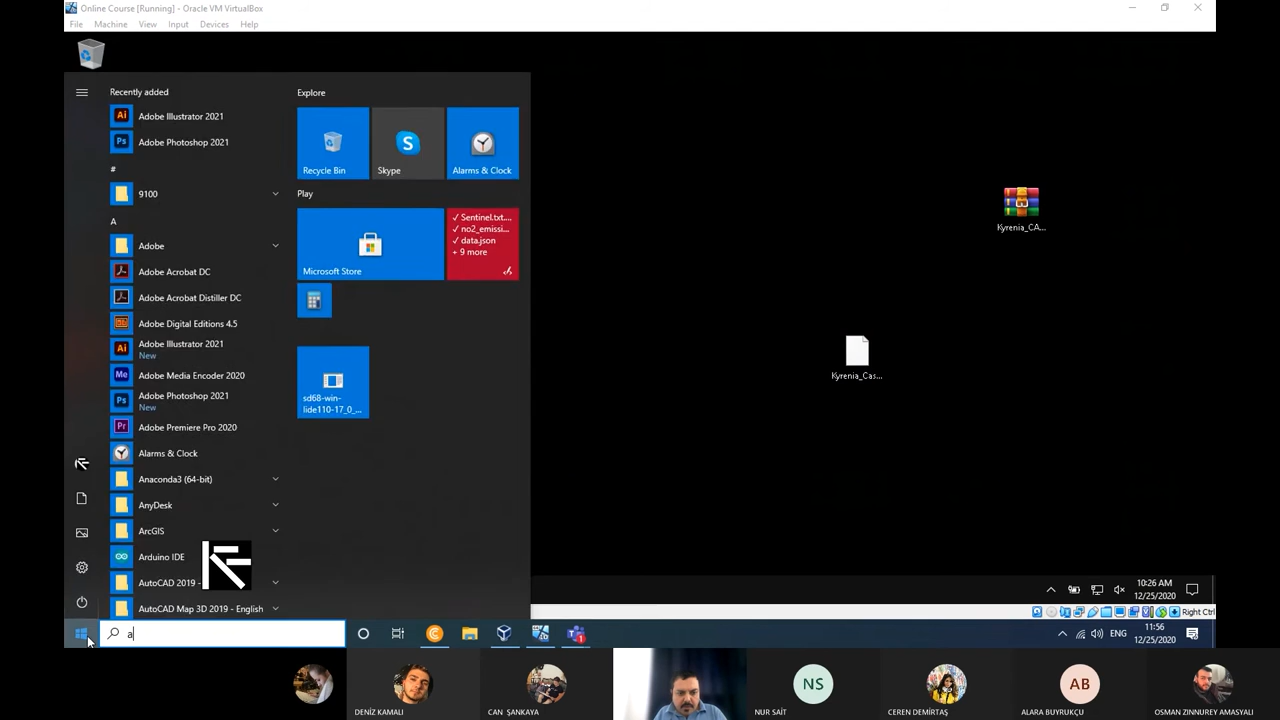 Online Course [Running] - Oracle VM VirtualBox
File Machine View Input Devices Help
Recently added
Adobe Illustrator 2021
Adobe Photoshop 2021
#
9100
A
Adobe
Adobe Acrobat DC
Adobe Acrobat Distiller DC
Adobe Digital Editions 4.5
Adobe Illustrator 2021
New
Adobe Media Encoder 2020
Adobe Photoshop 2021
New
Adobe Premiere Pro 2020
Alarms & Clock
Anaconda3 (64-bit)
AnyDesk
ArcGIS
Arduino IDE
AutoCAD 2019 -
AutoCAD Map 3D 2019 - English
Explore
Recycle Bin
Skype
Alarms & Clock
Play
Microsoft Store
✓ Sentinel.txt....
✓ no2_emissi...
✓ data.json
+ 9 more
sd68-win-
lide110-17_0_...
Kyrenia_CA...
Kyrenia_Cas...
10:26 AM
12/25/2020
Right Ctrl
a
ENG
11:56
12/25/2020
DENİZ KAMALI
CAN ŞANKAYA
NS
NUR SAİT
CEREN DEMİRTAŞ
AB
ALARA BUYRUKÇU
OSMAN ZINNUREY AMASYALI